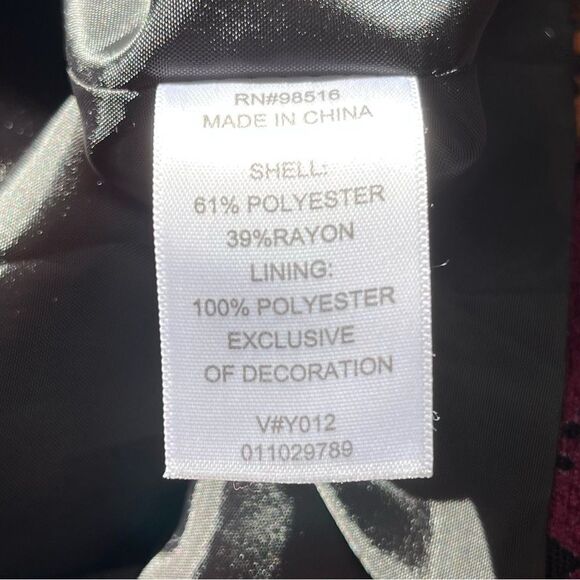 RN#98516
MADE IN CHINA
SHELL:
61% POLYESTER
39%RAYON
LINING:
100% POLYESTER
EXCLUSIVE
OF DECORATION
V#Y012
011029789